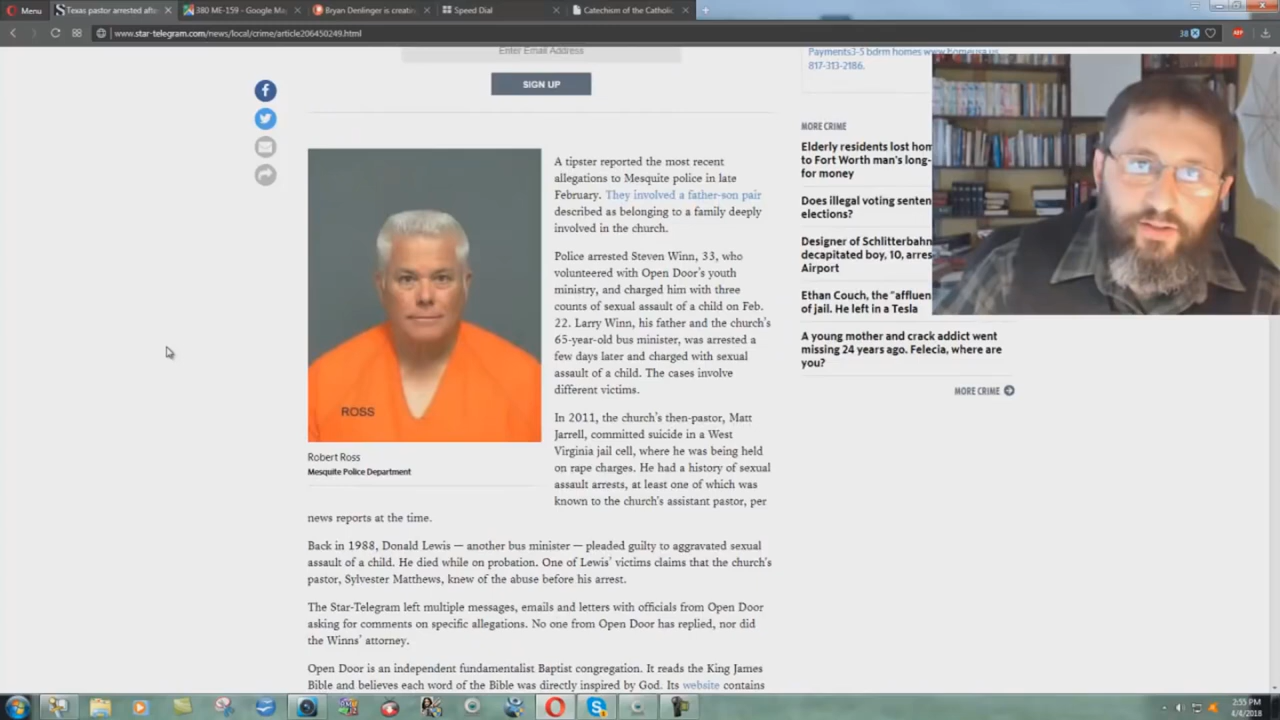 Menu
Texas pastor arrested afte
380 ME-159 - Google Ma
Bryan Denlinger is creatin
Speed Dial
Catechism of the Catholic
www.star-telegram.com/news/local/crime/article206450249.html
38
ABP
Enter Email Address
SIGN UP
Payments3-5 bdrm homes www.homeusa.us
817-313-2186.
MORE CRIME
Elderly residents lost hom
to Fort Worth man's long-
for money
Does illegal voting senten
elections?
Designer of Schlitterbahn
decapitated boy, 10, arres
Airport
Ethan Couch, the "affluen
of jail. He left in a Tesla
A young mother and crack addict went
missing 24 years ago. Felecia, where are
you?
MORE CRIME
ROSS
Robert Ross
Mesquite Police Department
A tipster reported the most recent
allegations to Mesquite police in late
February. They involved a father-son pair
described as belonging to a family deeply
involved in the church.
Police arrested Steven Winn, 33, who
volunteered with Open Door's youth
ministry, and charged him with three
counts of sexual assault of a child on Feb.
22. Larry Winn, his father and the church's
65-year-old bus minister, was arrested a
few days later and charged with sexual
assault of a child. The cases involve
different victims.
In 2011, the church's then-pastor, Matt
Jarrell, committed suicide in a West
Virginia jail cell, where he was being held
on rape charges. He had a history of sexual
assault arrests, at least one of which was
known to the church's assistant pastor, per
news reports at the time.
Back in 1988, Donald Lewis — another bus minister — pleaded guilty to aggravated sexual
assault of a child. He died while on probation. One of Lewis' victims claims that the church's
pastor, Sylvester Matthews, knew of the abuse before his arrest.
The Star-Telegram left multiple messages, emails and letters with officials from Open Door
asking for comments on specific allegations. No one from Open Door has replied, nor did
the Winns' attorney.
Open Door is an independent fundamentalist Baptist congregation. It reads the King James
Bible and believes each word of the Bible was directly inspired by God. Its website contains
2:55 PM
4/4/2018